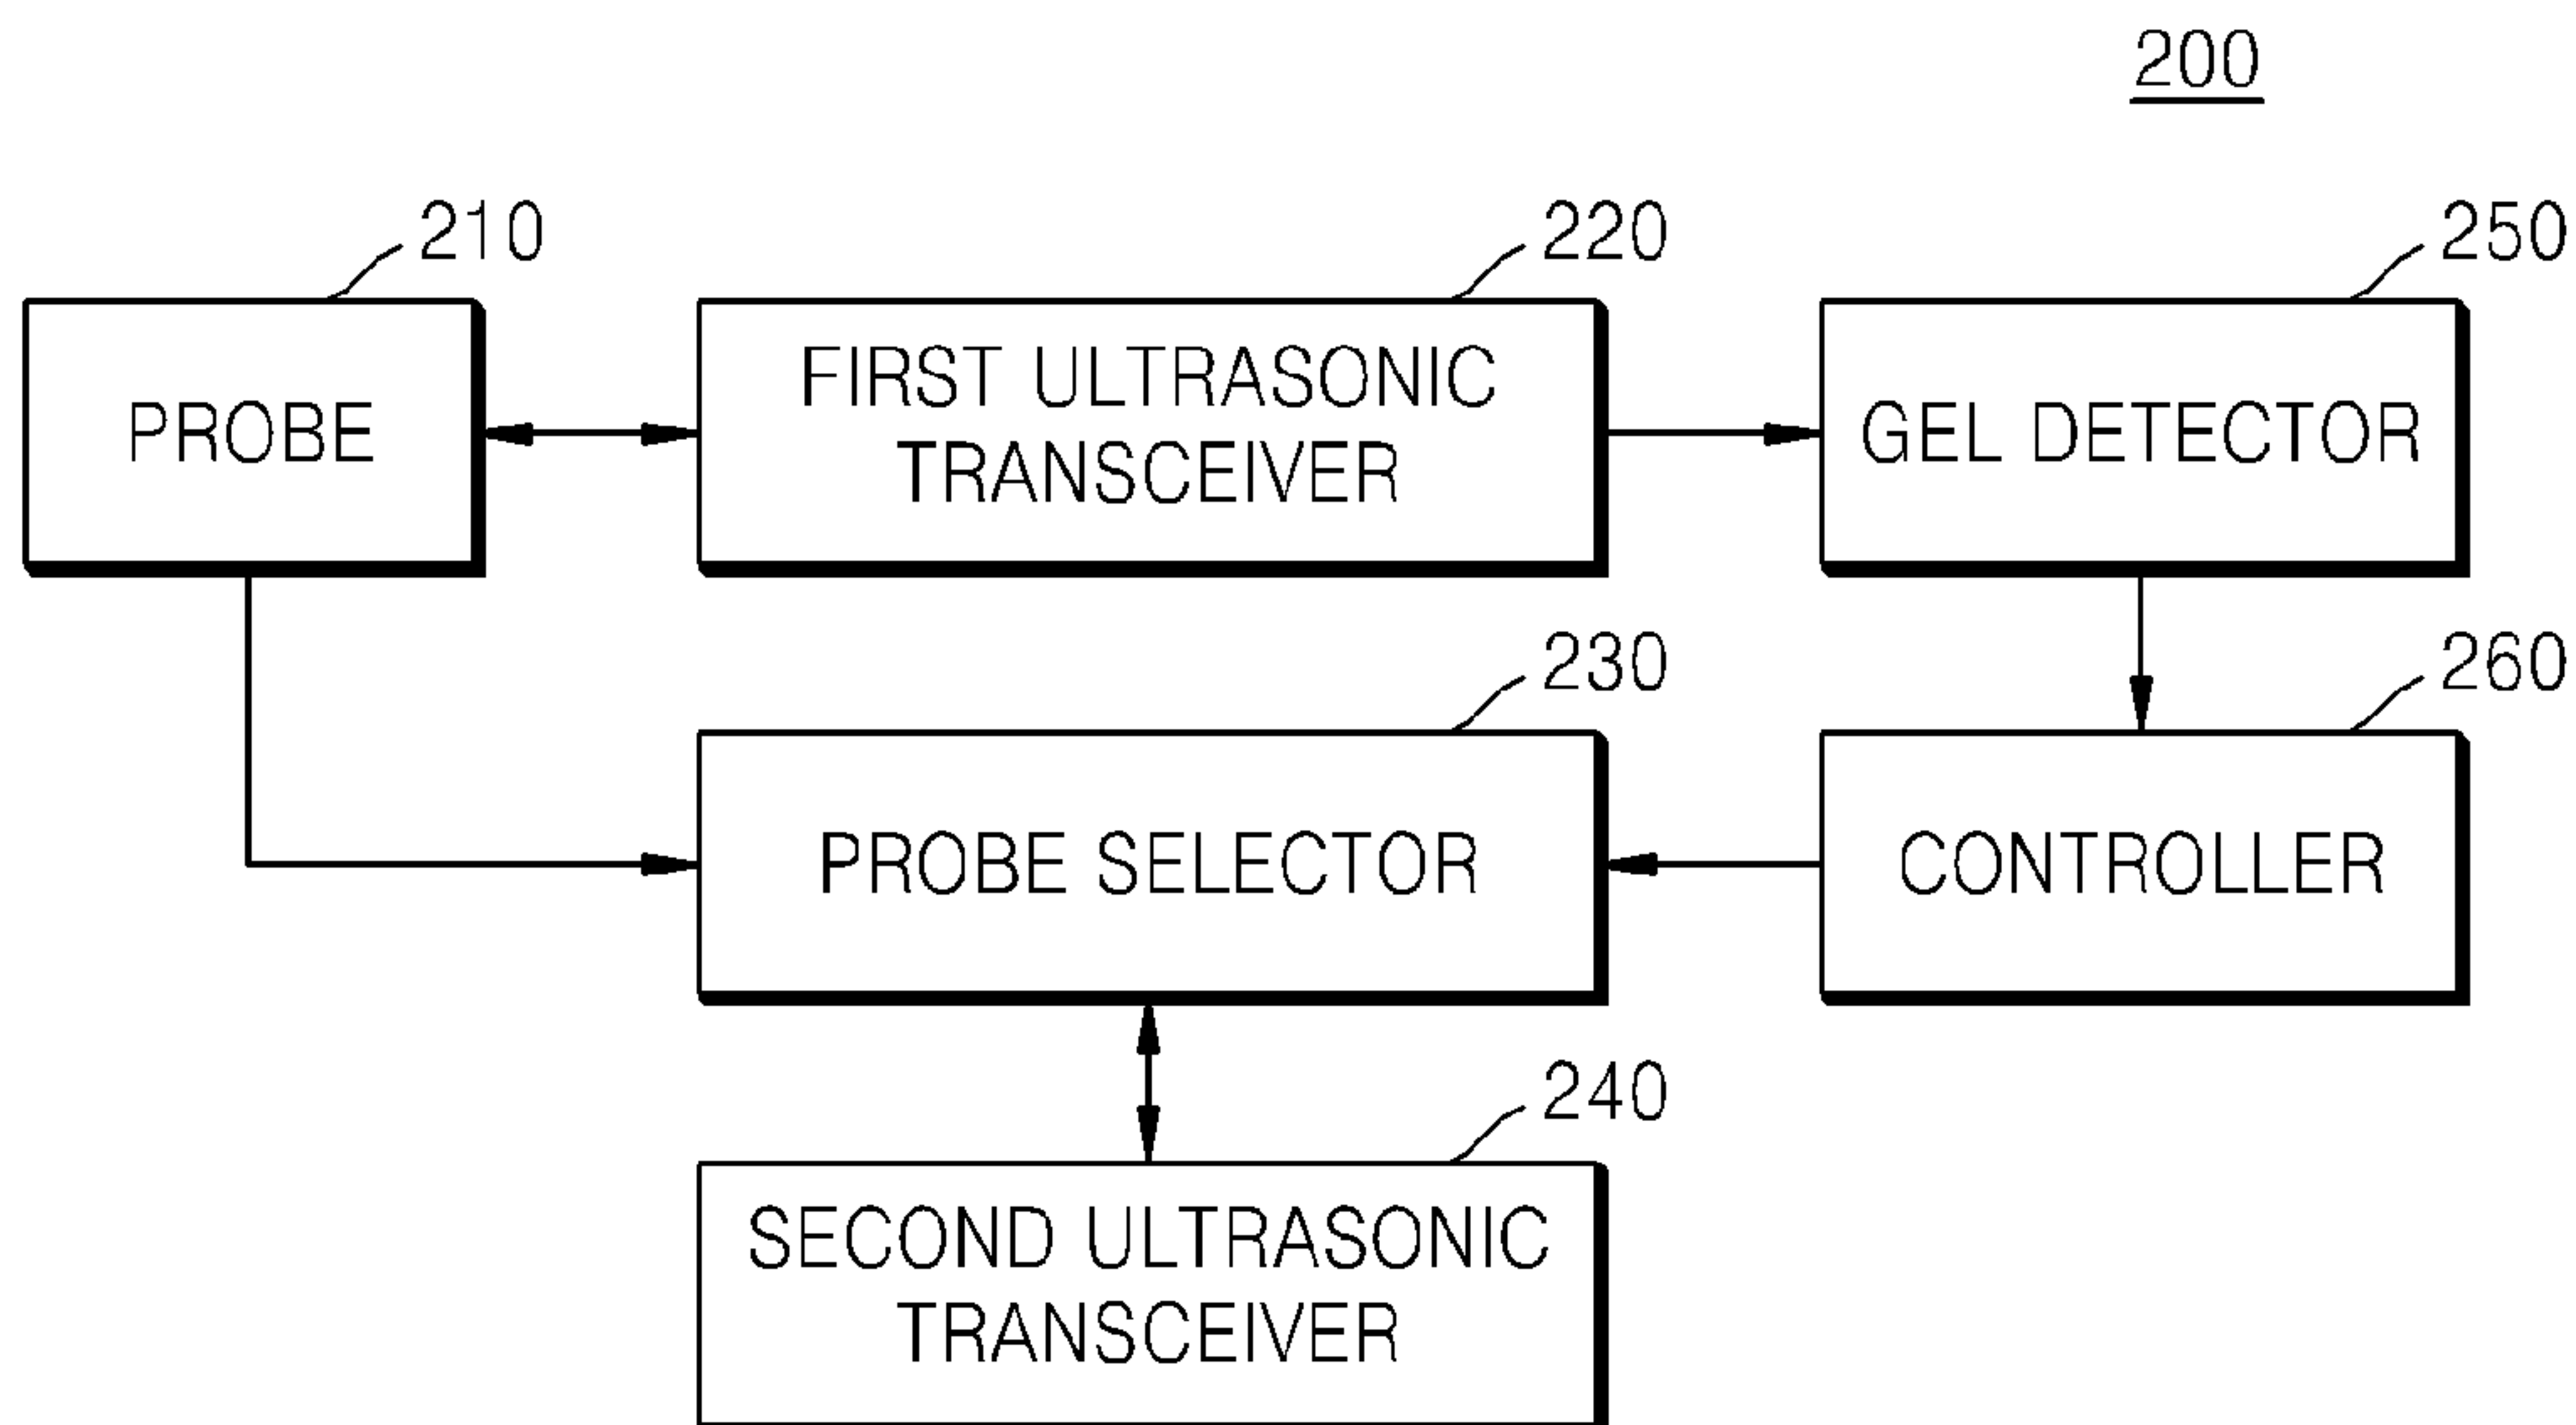 200
210
220
250
PROBE
FIRST ULTRASONIC
TRANSCEIVER
GEL DETECTOR
230
260
PROBE SELECTOR
CONTROLLER
240
SECOND ULTRASONIC
TRANSCEIVER